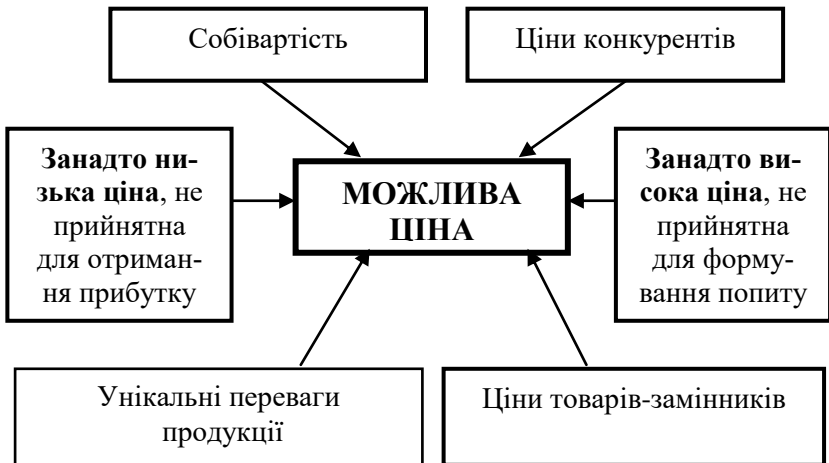 Собівартість
Ціни конкурентів
Занадто ни-
зька ціна, не
прийнятна
для отриман-
ня прибутку
МОЖЛИВА
ЦІНА
Занадто ви-
сока ціна, не
прийнятна
для форму-
вання попиту
Унікальні переваги
продукції
Ціни товарів-замінників